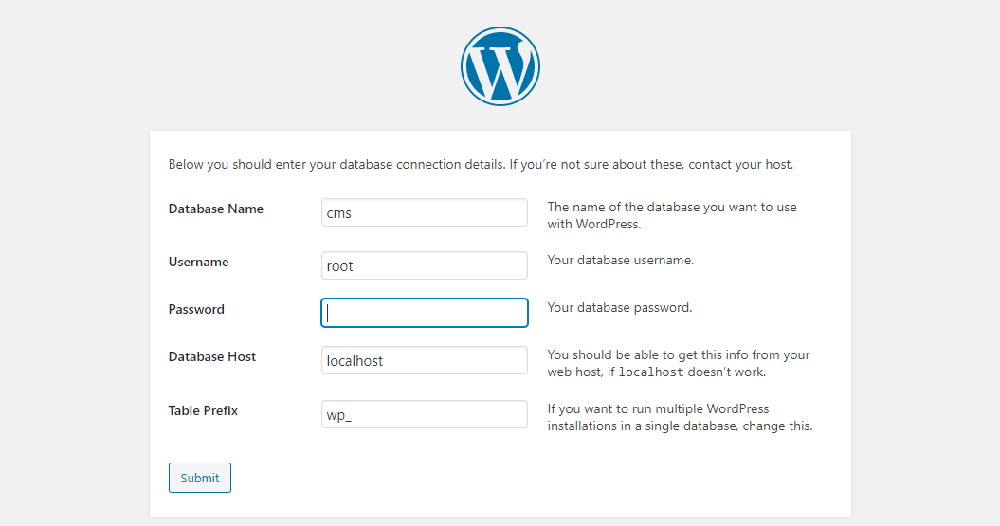 Below you should enter your database connection details. If you’re not sure about these, contact your host.
Database Name
cms
The name of the database you want to use
with WordPress.
Username
root
Your database username.
Password
Your database password.
Database Host
localhost
You should be able to get this info from your
web host, if localhost doesn’t work.
Table Prefix
wp_
If you want to run multiple WordPress
installations in a single database, change this.
Submit